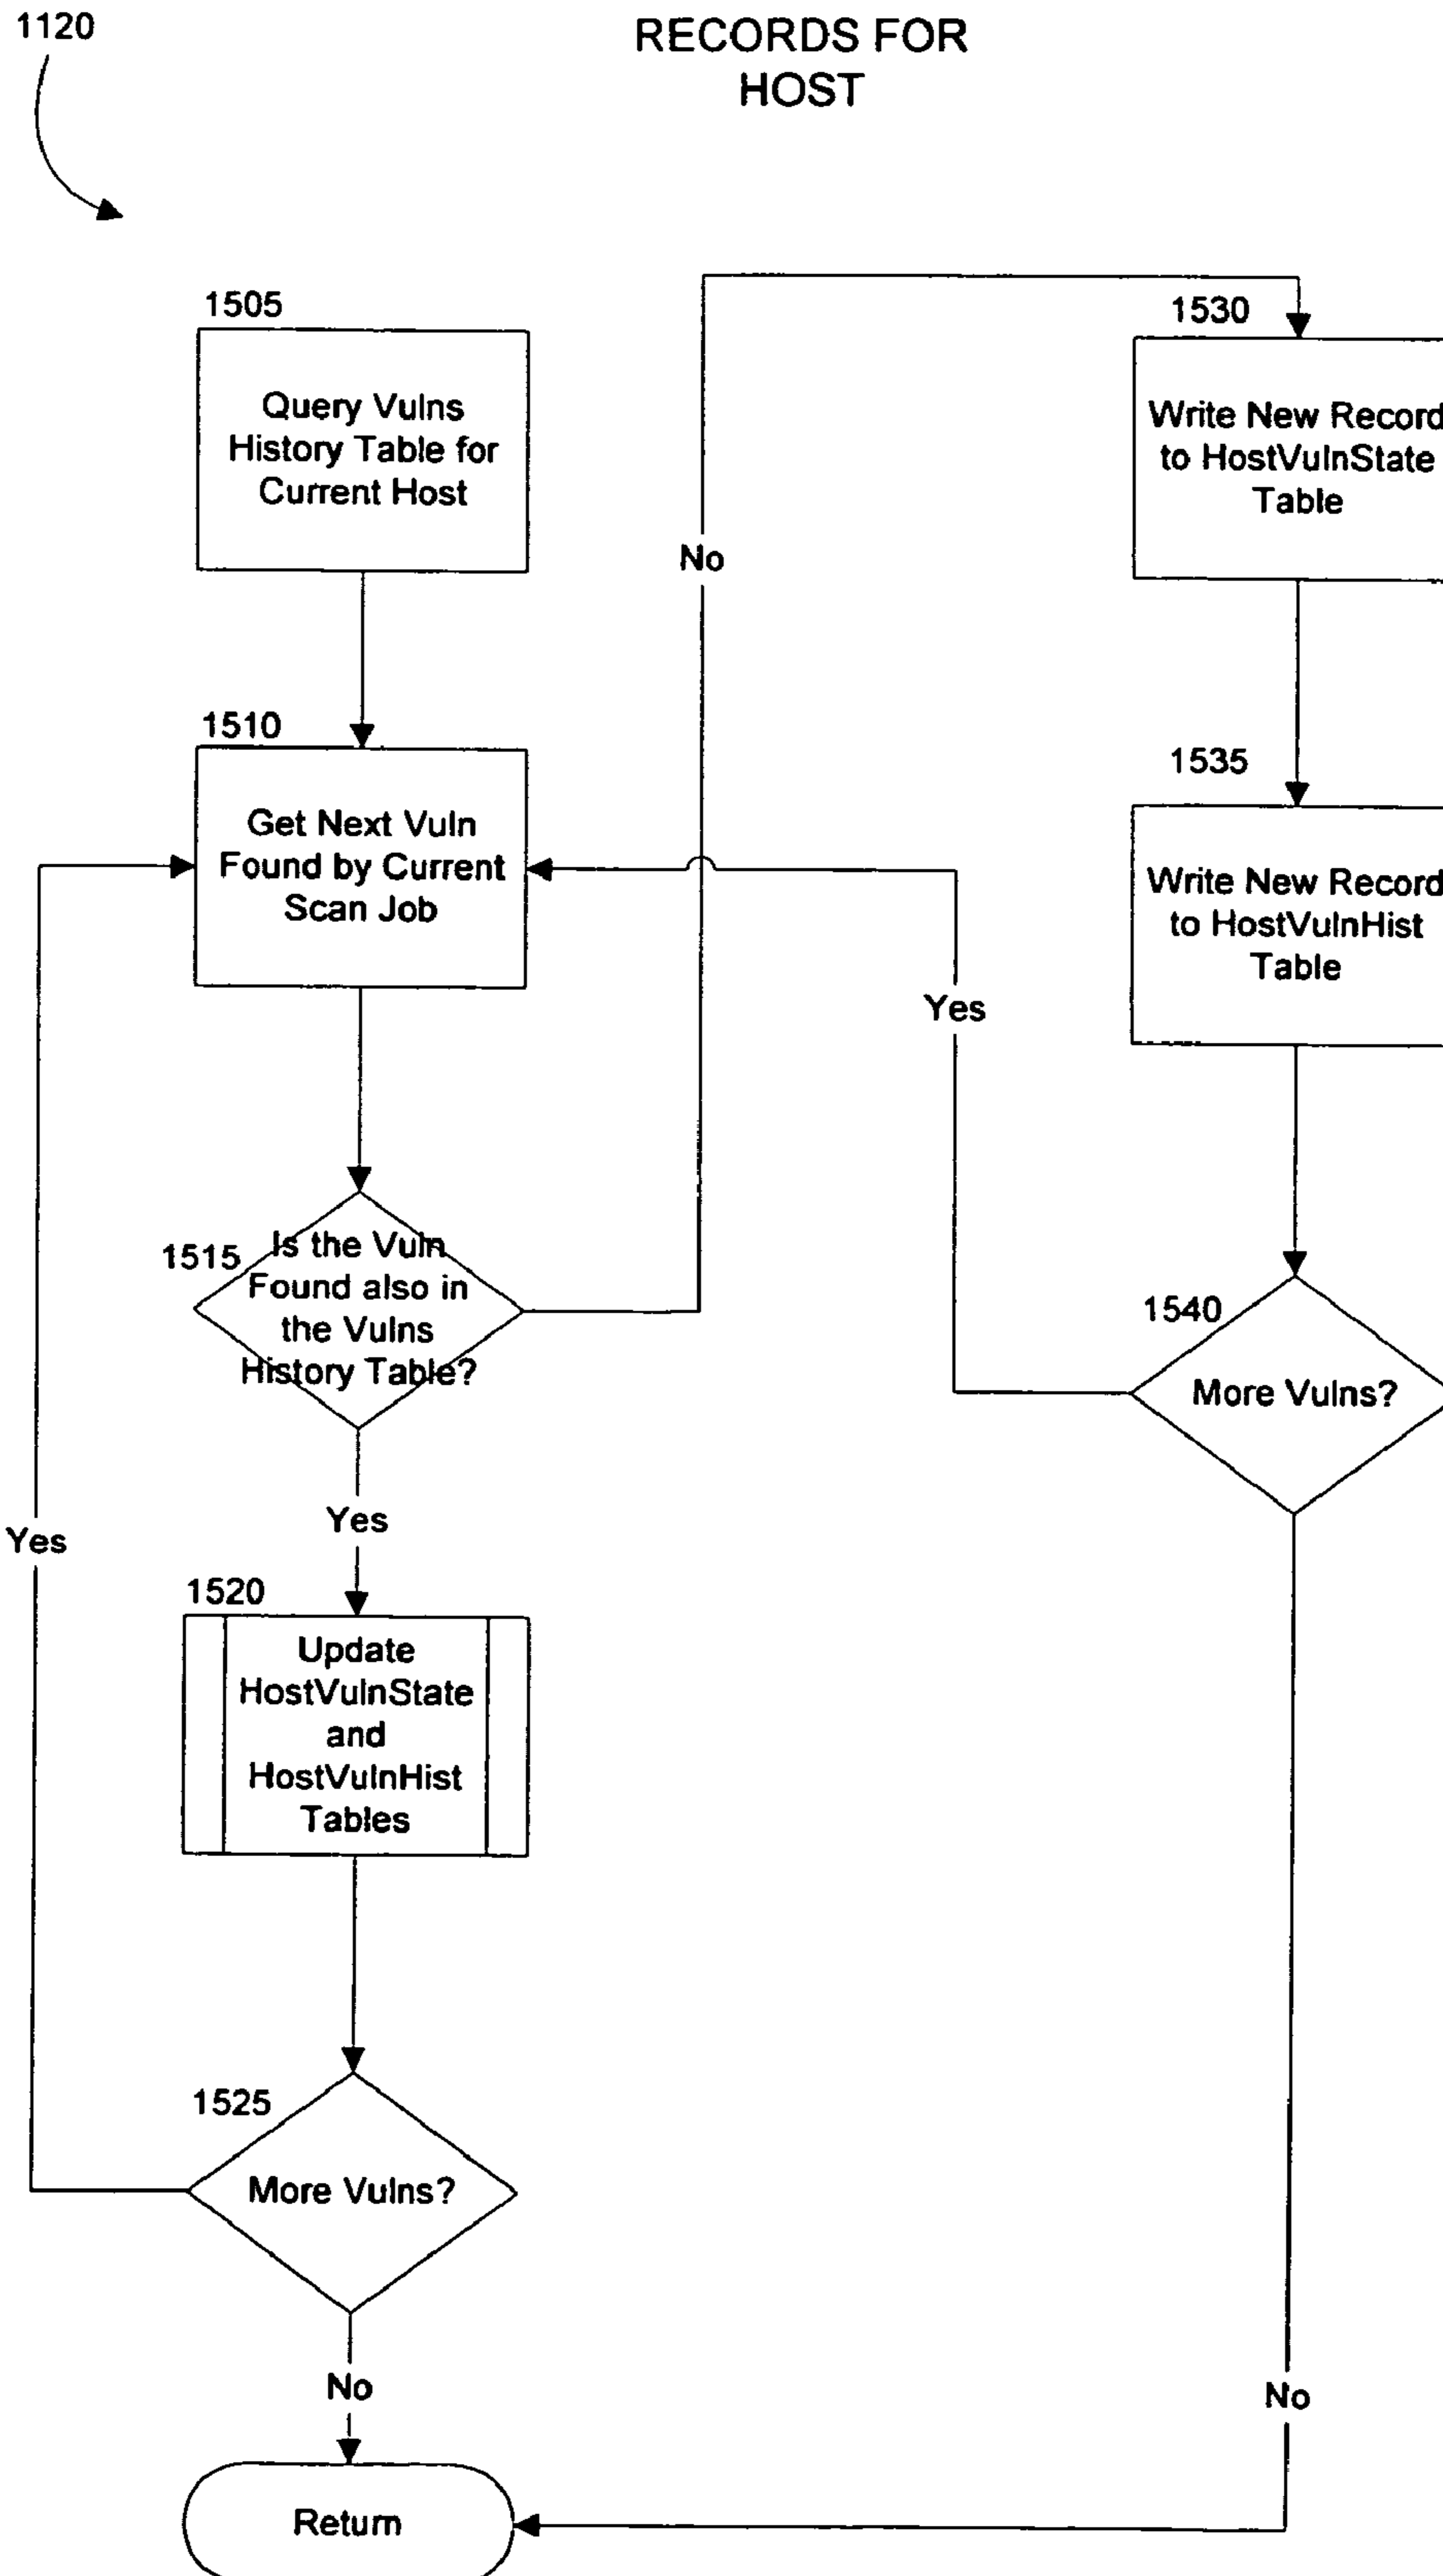 1120
RECORDS FOR
HOST
1505
Query Vulns
History Table for
Current Host
1510
Get Next Vuln
Found by Current
Scan Job
1515
Is the Vuln
Found also in
the Vulns
History Table?
No
Yes
Yes
1520
Update
HostVulnState
and
HostVulnHist
Tables
1525
More Vulns?
No
Return
1530
Write New Record
to HostVulnState
Table
1535
Write New Record
to HostVulnHist
Table
Yes
1540
More Vulns?
No